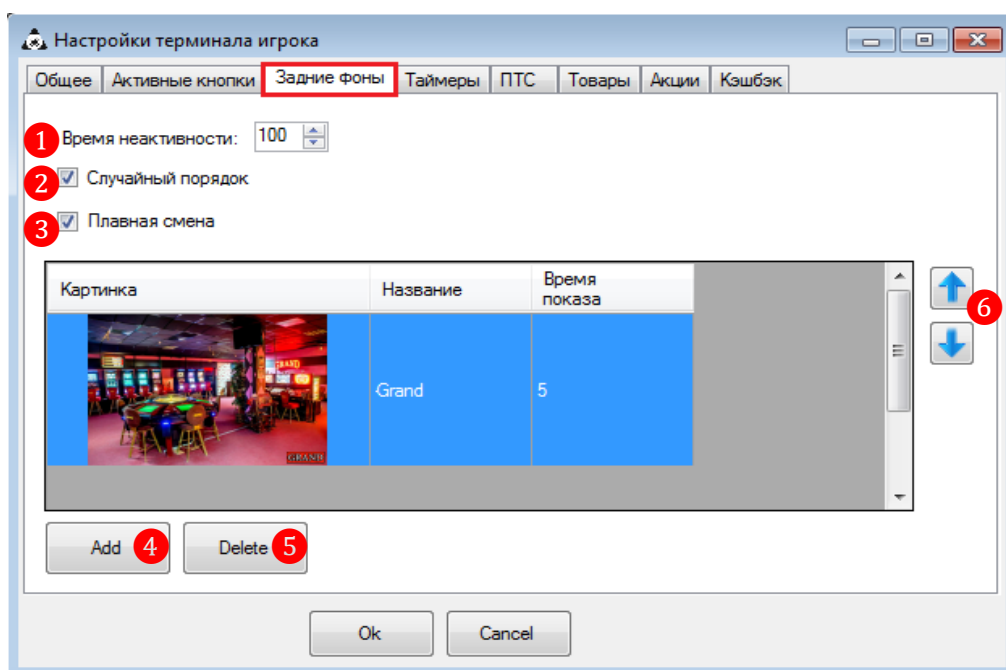 Настройки терминала игрока
Общее Активные кнопки Задние фоны Таймеры ПТС Товары Акции Кэшбэк
1 Время неактивности: 100
2 Случайный порядок
3 Плавная смена
Картинка Название Время показа
6
GRAND
Grand 5
GRAND
Add 4 Delete 5
Ok Cancel